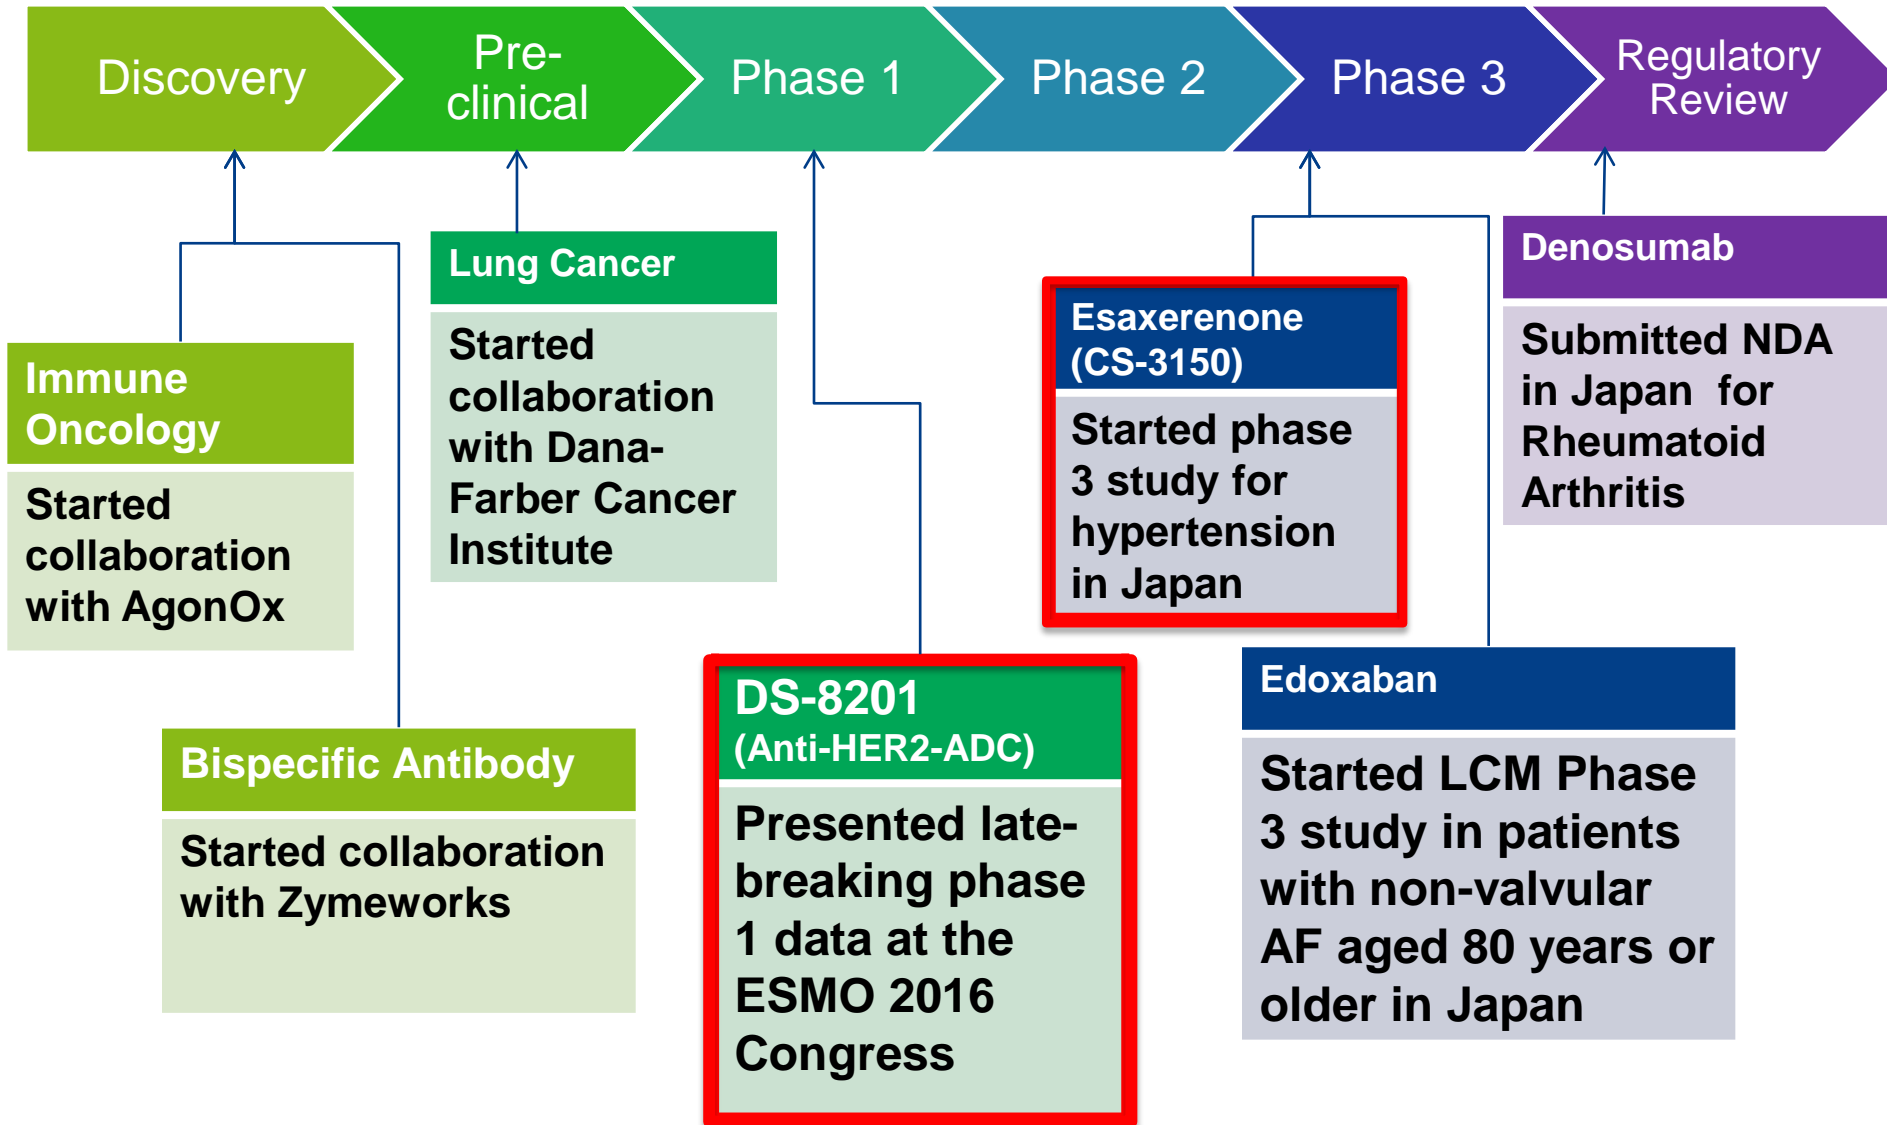 Discovery
Pre-
clinical
Phase 1
Phase 2
Phase 3
Regulatory
Review
Immune
Oncology
Started
collaboration
with AgonOx
Bispecific Antibody
Started collaboration
with Zymeworks
Lung Cancer
Started
collaboration
with Dana-
Farber Cancer
Institute
DS-8201
(Anti-HER2-ADC)
Presented late-
breaking phase
1 data at the
ESMO 2016
Congress
Esaxerenone
(CS-3150)
Started phase
3 study for
hypertension
in Japan
Edoxaban
Started LCM Phase
3 study in patients
with non-valvular
AF aged 80 years or
older in Japan
Denosumab
Submitted NDA
in Japan  for
Rheumatoid
Arthritis